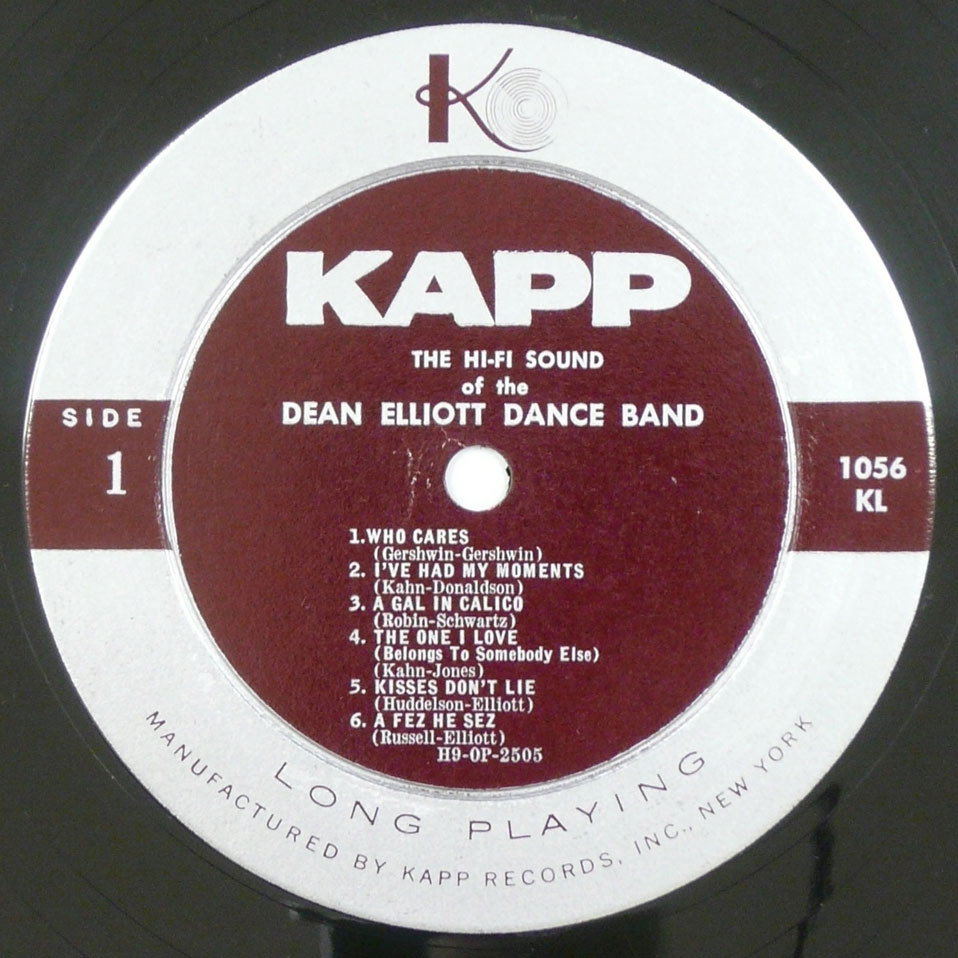 K
KAPP
THE HI-FI SOUND
of the
DEAN ELLIOTT DANCE BAND
SIDE
1
1056
KL
1.WHO CARES
(Gershwin-Gershwin)
2. I'VE HAD MY MOMENTS
(Kahn-Donaldson)
3. A GAL IN CALICO
(Robin-Schwartz)
4. THE ONE I LOVE
(Belongs To Somebody Else)
(Kahn-Jones)
5. KISSES DON'T LIE
(Huddelson-Elliott)
6. A FEZ HE SEZ
(Russell-Elliott)
H9-OP-2505
LONG PLAYING
MANUFACTURED BY KAPP RECORDS, INC., NEW YORK